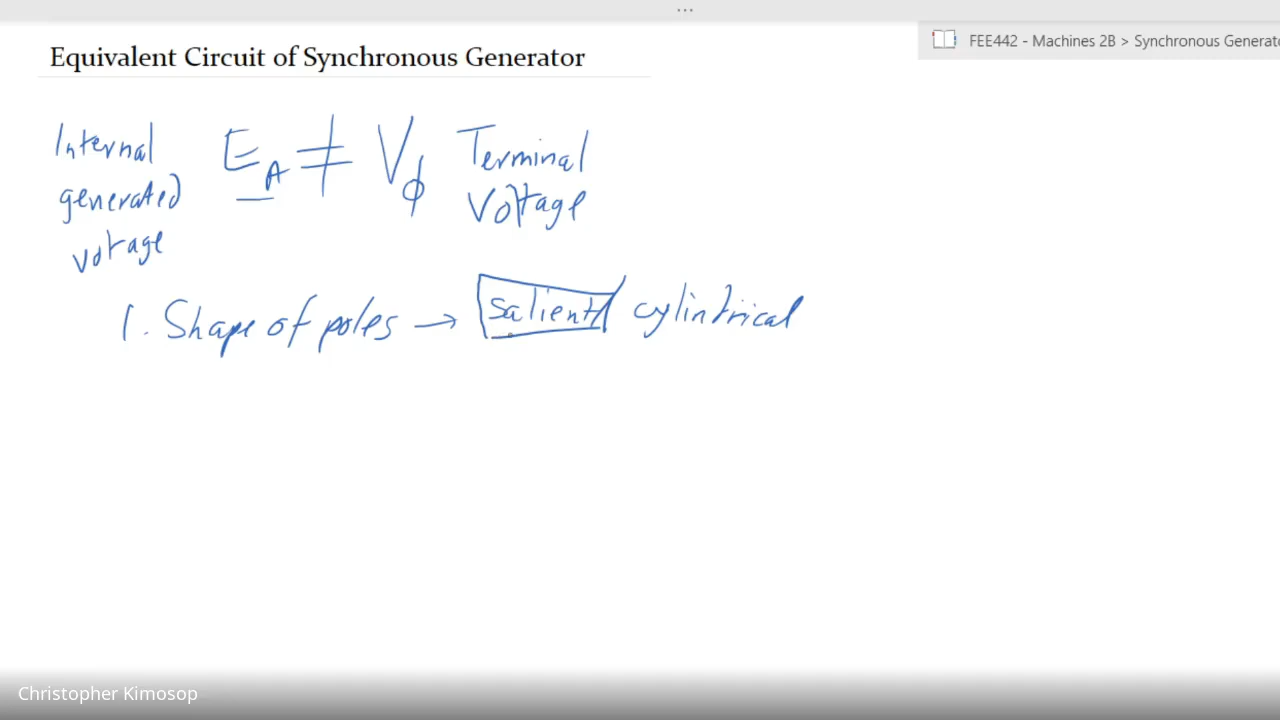 ...
FEE442 - Machines 2B > Synchronous Generato
Equivalent Circuit of Synchronous Generator
Internal generated voltage
E_A ≠ V_ϕ
Terminal Voltage
1. Shape of poles → salient/ cylindrical
Christopher Kimosop